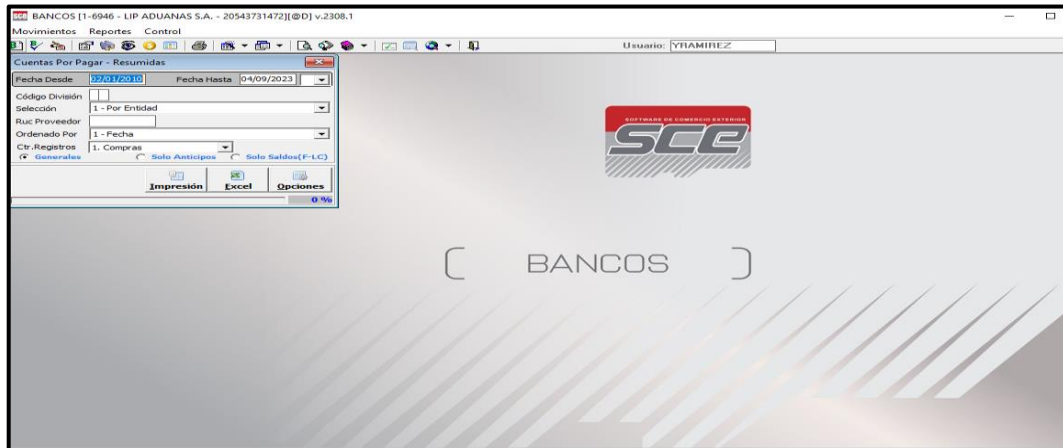 BANCOS [1-6946 - LIP ADUANAS S.A. - 20543731472][@D] v.2308.1
Movimientos Reportes Control
Usuario: YRAMIREZ
Cuentas Por Pagar - Resumidas
Fecha Desde 02/01/2010 Fecha Hasta 04/09/2023
Código División
Selección 1 - Por Entidad
Ruc Proveedor
Ordenado Por 1 - Fecha
Ctr.Registros 1. Compras
Generales Solo Anticipos Solo Saldos(F-LC)
Impresión Excel Opciones
0 %
SOFTWARE DE COMERCIO EXTERIOR
SCE
BANCOS